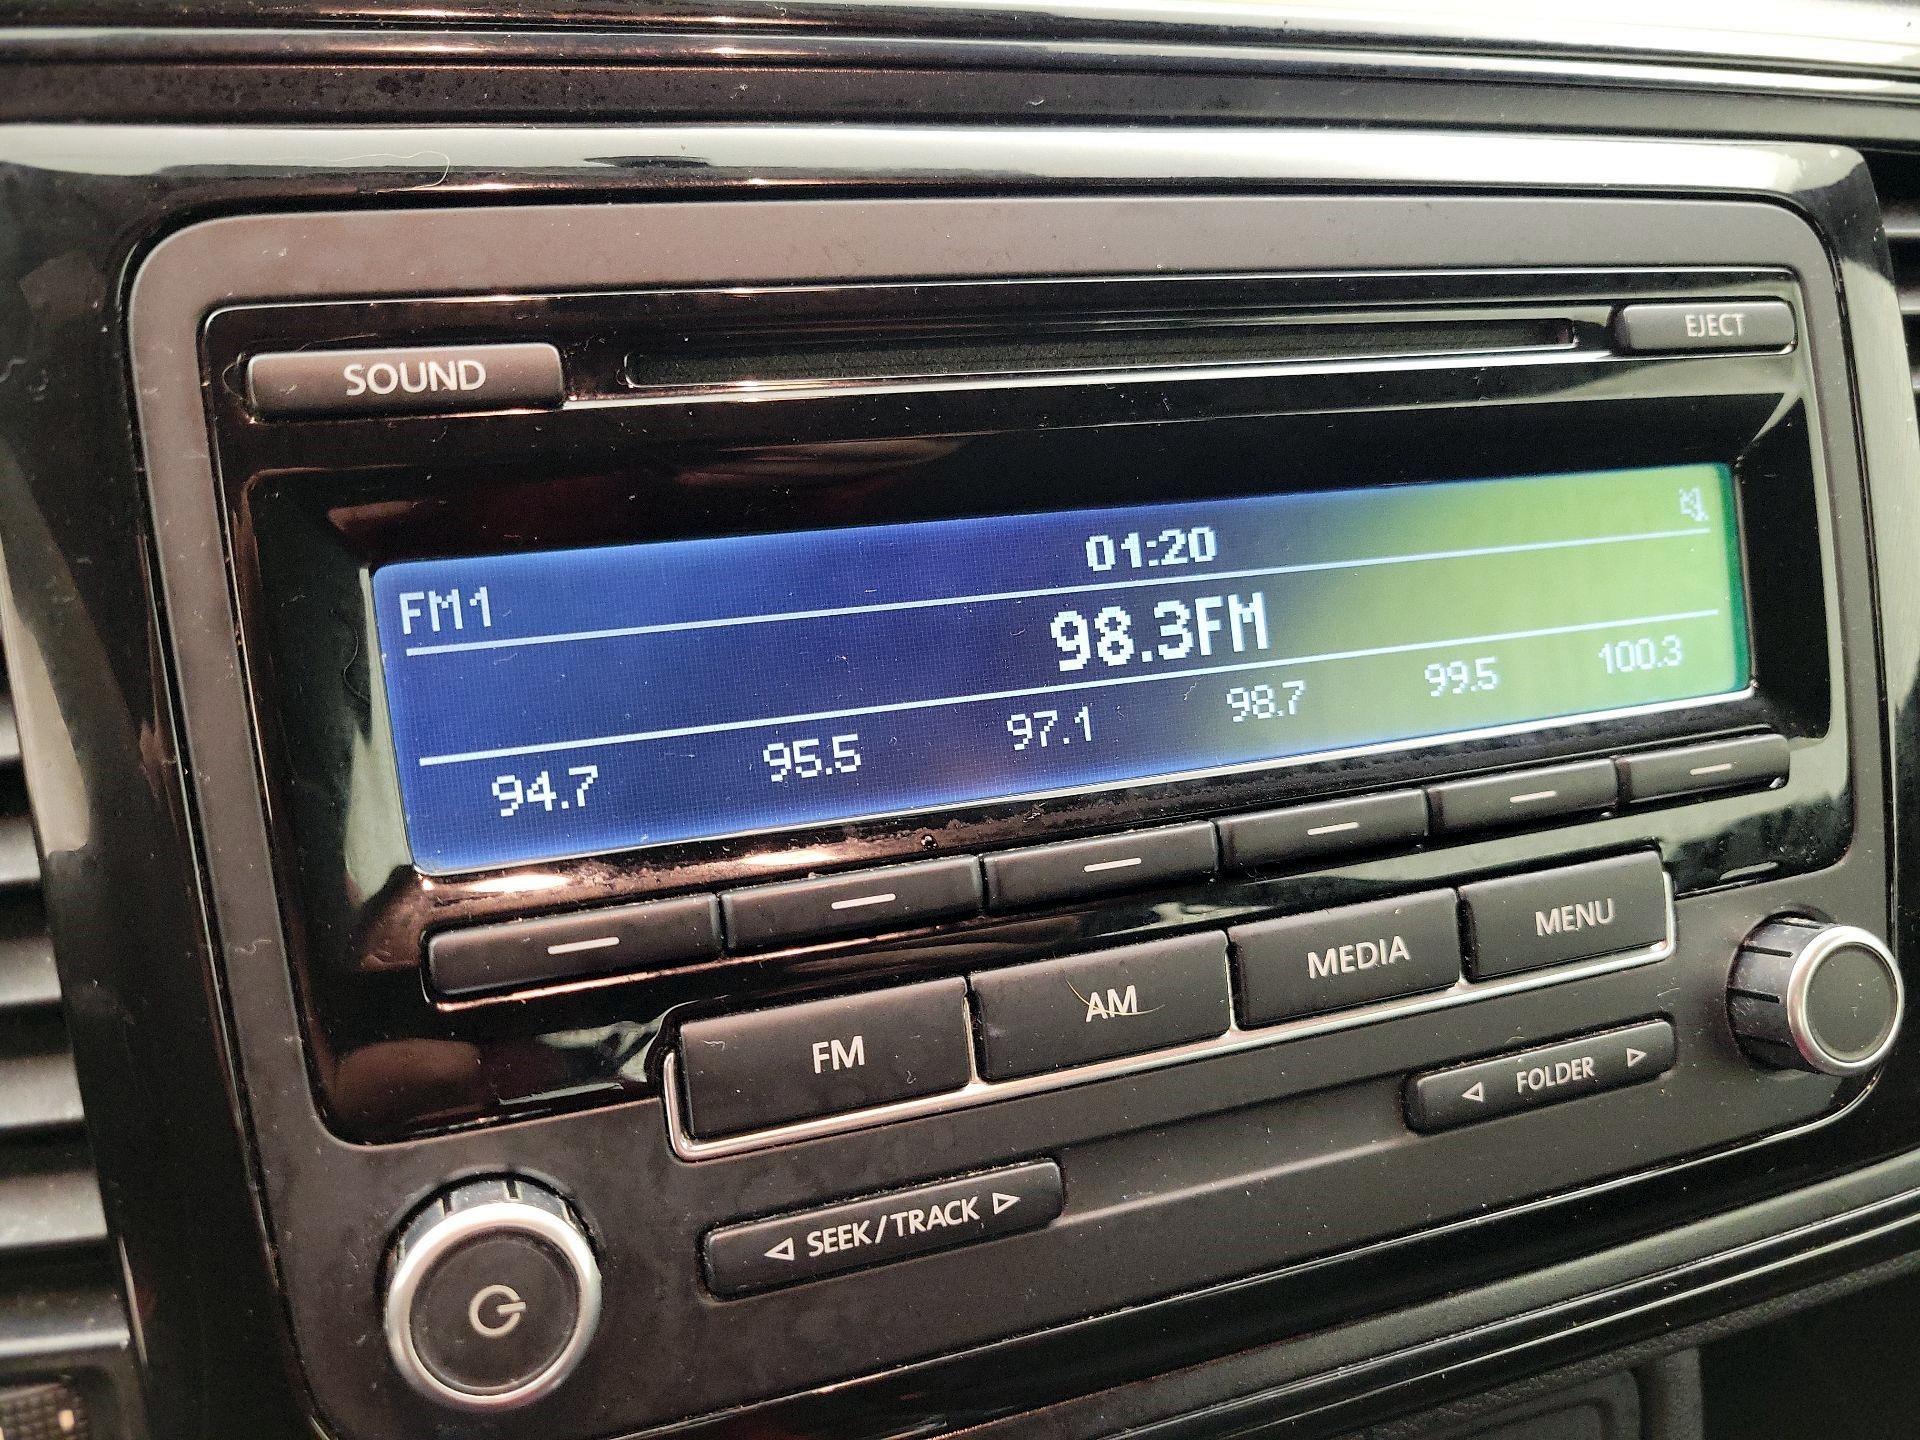 SOUND
EJECT
01:20
FM1
98.3FM
94.7 95.5 97.1 98.7 99.5 100.3
FM AM MEDIA MENU
◁ SEEK/TRACK ▷
◁ FOLDER ▷